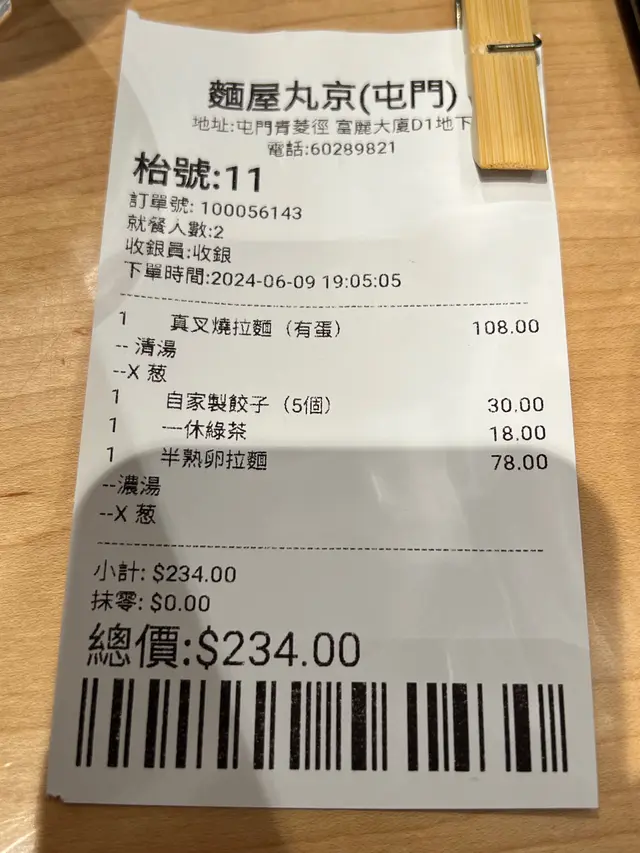 麵屋丸京(屯門)
地址:屯門青菱徑 富麗大廈D1地下
電話:60289821
枱號:11
訂單號: 100056143
就餐人數:2
收銀員:收銀
下單時間:2024-06-09 19:05:05
1 真叉燒拉麵（有蛋） 108.00
-- 清湯
--X 葱
1 自家製餃子（5個） 30.00
1 一休綠茶 18.00
1 半熟卵拉麵 78.00
--濃湯
--X 葱
小計: $234.00
抹零: $0.00
總價:$234.00